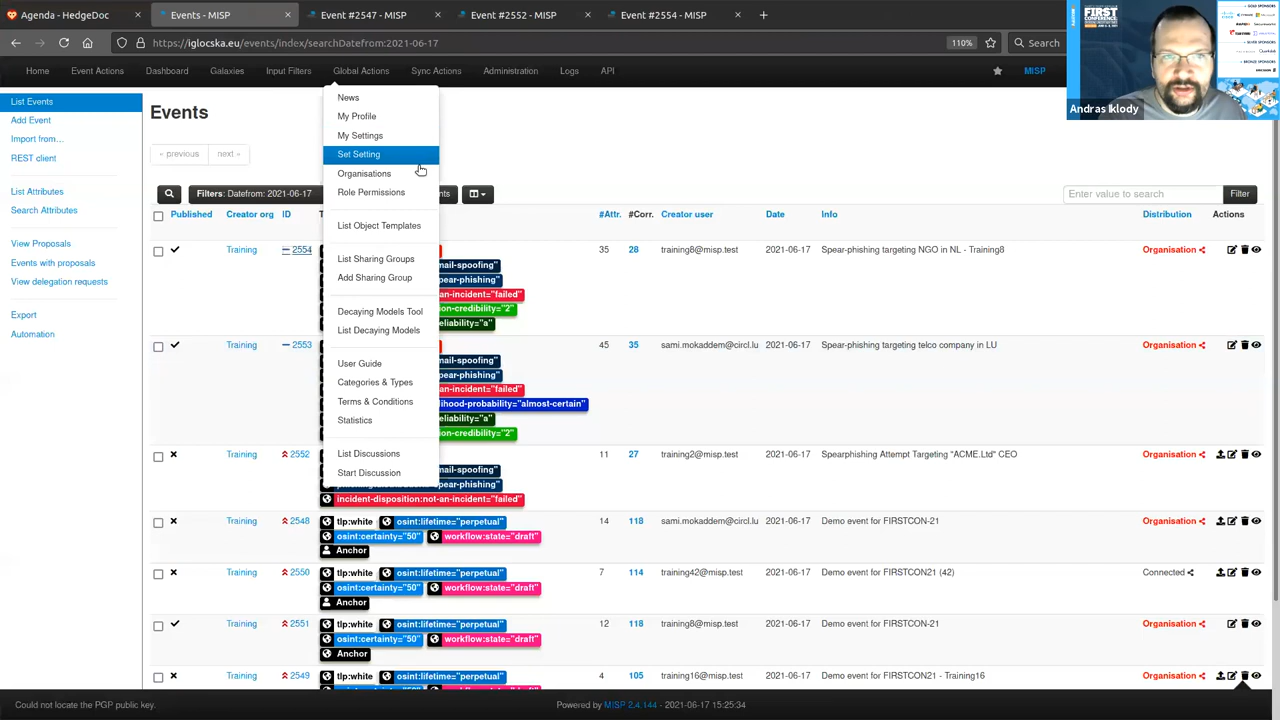 Agenda - HedgeDoc
Events - MISP
https://iglocska.eu/events/index/searchDatefrom:2021-06-17
110%
Search
FIRST
Andras Iklody
Home
Event Actions
Dashboard
Galaxies
Input Filters
Global Actions
Sync Actions
Administration
Logs
API
MISP
List Events
Add Event
Import from...
REST client
List Attributes
Search Attributes
View Proposals
Events with proposals
View delegation requests
Export
Automation
Events
« previous
next »
Filters: Datefrom: 2021-06-17
Enter value to search
Filter
News
My Profile
My Settings
Set Setting
Organisations
Role Permissions
List Object Templates
List Sharing Groups
Add Sharing Group
Decaying Models Tool
List Decaying Models
User Guide
Categories & Types
Terms & Conditions
Statistics
List Discussions
Start Discussion
Published Creator org ID #Attr. #Corr. Creator user Date Info Distribution Actions
Training 2554 35 28 training8@misp.test 2021-06-17 Spear-phishing targeting NGO in NL - Training8 Organisation
Training 2553 45 35 sami.mokaddem@circl.lu 2021-06-17 Spear-phishing targeting telco company in LU Organisation
Training 2552 11 27 training2@misp.test 2021-06-17 Spearphishing Attempt Targeting "ACME.Ltd" CEO Organisation
incident-disposition:not-an-incident="failed"
Training 2548 tlp:white osint:lifetime="perpetual" 14 118 sami.mokaddem@circl.lu 2021-06-17 Demo event for FIRSTCON-21 Organisation
osint:certainty="50" workflow:state="draft"
Anchor
Training 2550 tlp:white osint:lifetime="perpetual" 7 114 training42@misp.test 2021-06-17 Demo event for FIRSTCON21 (42) Connected
osint:certainty="50" workflow:state="draft"
Anchor
Training 2551 tlp:white osint:lifetime="perpetual" 12 118 training8@misp.test 2021-06-17 Demo event for FIRSTCON-21 Organisation
osint:certainty="50" workflow:state="draft"
Anchor
Training 2549 tlp:white osint:lifetime="perpetual" 4 105 training16@misp.test 2021-06-17 Demo event for FIRSTCON21 - Training16 Organisation
Could not locate the PGP public key.
Powered by MISP 2.4.144 - 2021-06-17 15:25:34